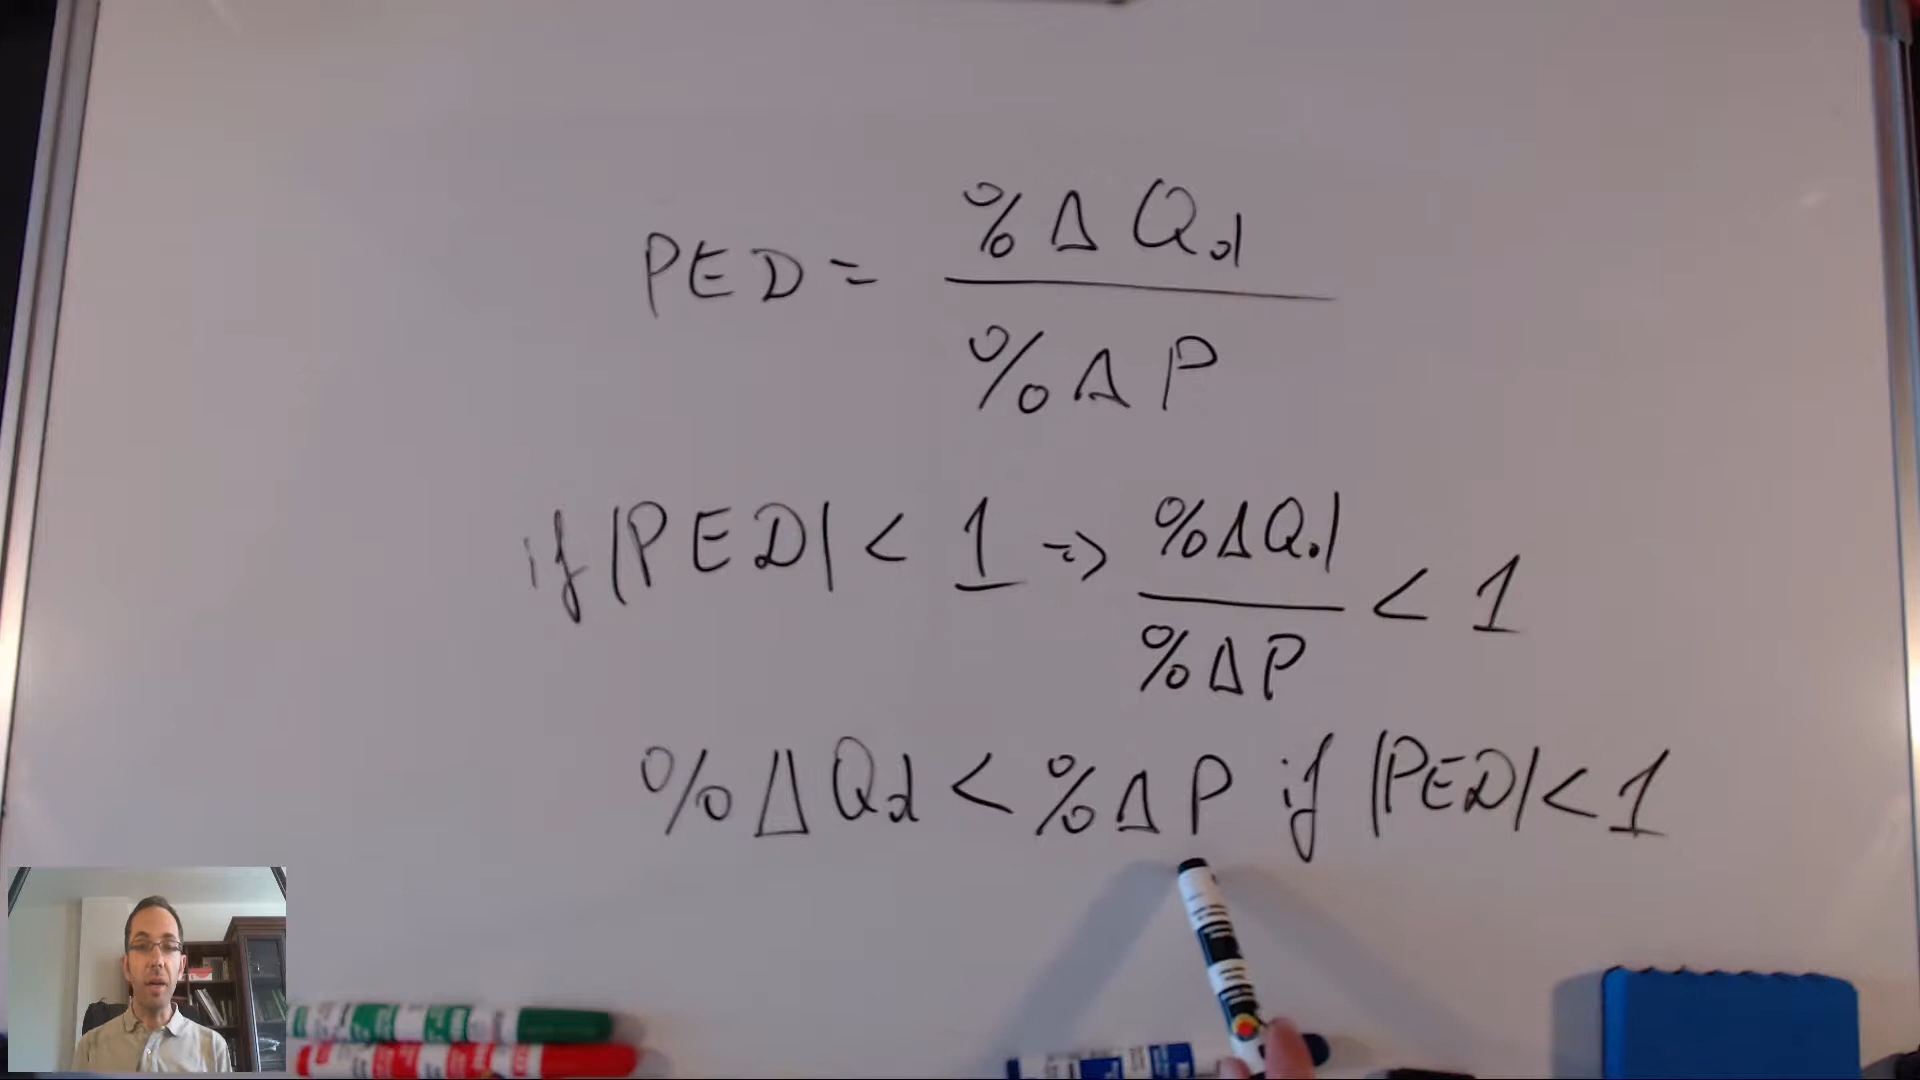 PED = %ΔQd / %ΔP
if |PED| < 1 => %ΔQd / %ΔP < 1
%ΔQd < %ΔP if |PED| < 1